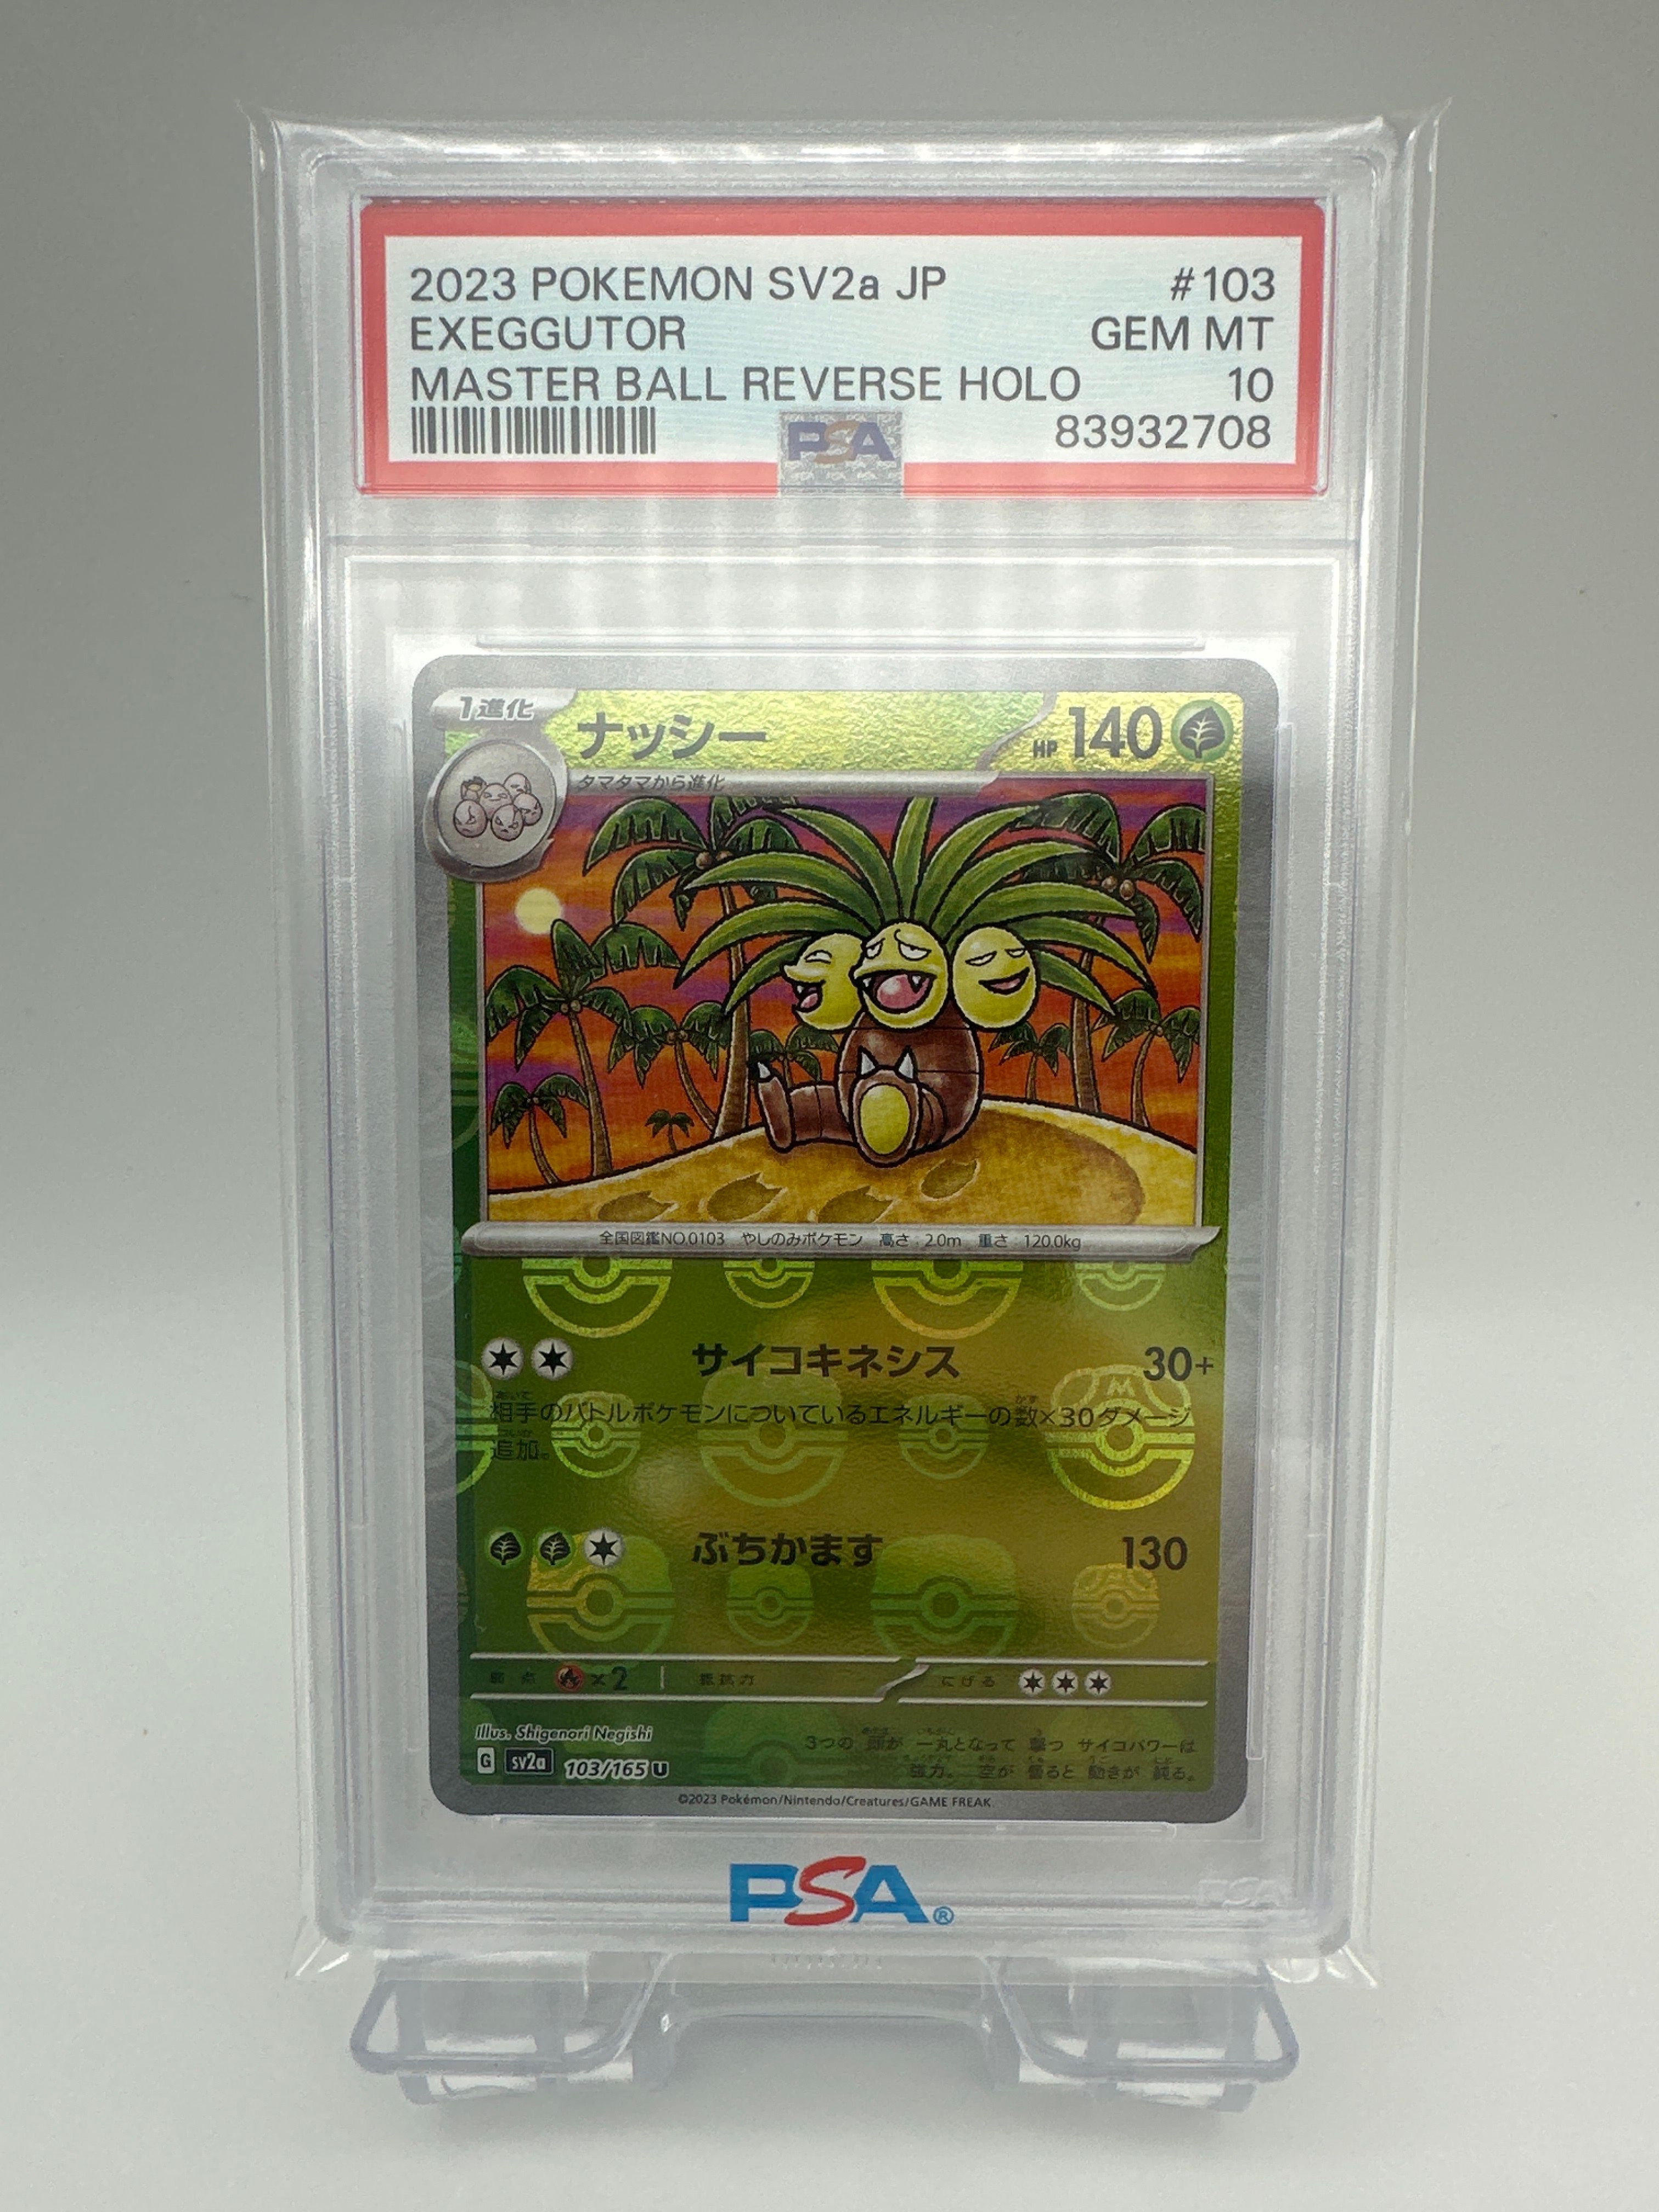 2023 POKEMON SV2a JP #103
EXEGGUTOR GEM MT
MASTER BALL REVERSE HOLO 10
PSA 83932708
1進化 ナッシー HP 140
タマタマから進化
全国図鑑NO.0103 やしのみポケモン 高さ:2.0m 重さ:120.0kg
サイコキネシス 30+
相手のバトルポケモンについているエネルギーの数×30ダメージ
追加。
ぶちかます 130
弱点 ×2 抵抗力 にげる
Illus. Shigenori Negishi
G sv2a 103/165 U
3つの 頭が 一丸となって 撃つ サイコパワーは
強力。 空が 曇ると 動きが 鈍る。
©2023 Pokémon/Nintendo/Creatures/GAME FREAK.
PSA®
PSA